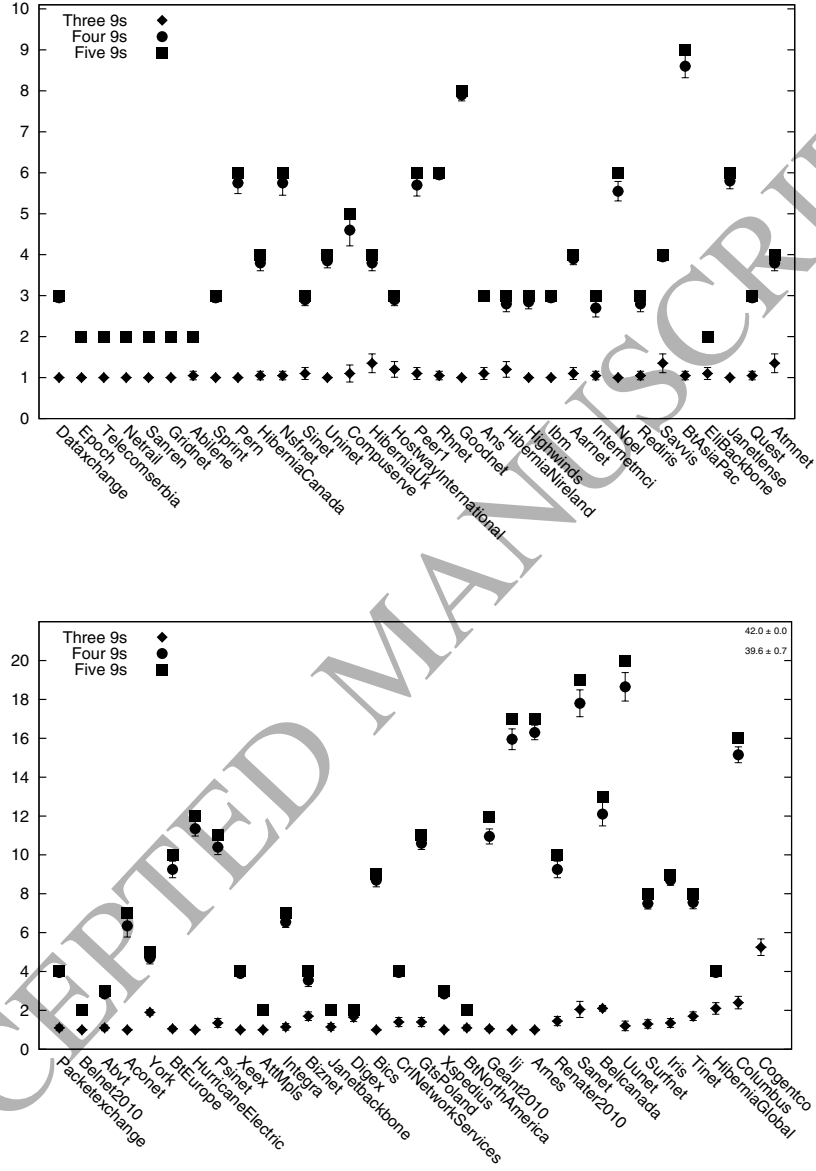 10
9
8
7
6
5
4
3
2
1
0
Three 9s
Four 9s
Five 9s
Dataxchange
Epoch
Telecomserbia
Netrail
Sanren
Gridnet
Abilene
Sprint
Pern
HiberniaCanada
Nsfnet
Sinet
Uninet
Compuserve
HiberniaUk
HostwayInternational
Peer1
Rhnet
Goodnet
Ans
HiberniaNireland
Highwinds
Ibm
Aarnet
Internetmci
Noel
Rediris
Savvis
BtAsiaPac
EliBackbone
Janetlense
Quest
Atmnet
20
18
16
14
12
10
8
6
4
2
0
Three 9s
Four 9s
Five 9s
42.0 ± 0.0
39.6 ± 0.7
Packetexchange
Belnet2010
Abvt
Aconet
York
BtEurope
HurricaneElectric
Psinet
Xeex
AttMpls
Integra
Biznet
Janetbackbone
Digex
Bics
CrlNetworkServices
GtsPoland
Xspedius
BtNorthAmerica
Geant2010
Iij
Arnes
Renater2010
Sanet
Bellcanada
Uunet
Surfnet
Iris
Tinet
HiberniaGlobal
Columbus
Cogentco
CEPTED MANUSCRI